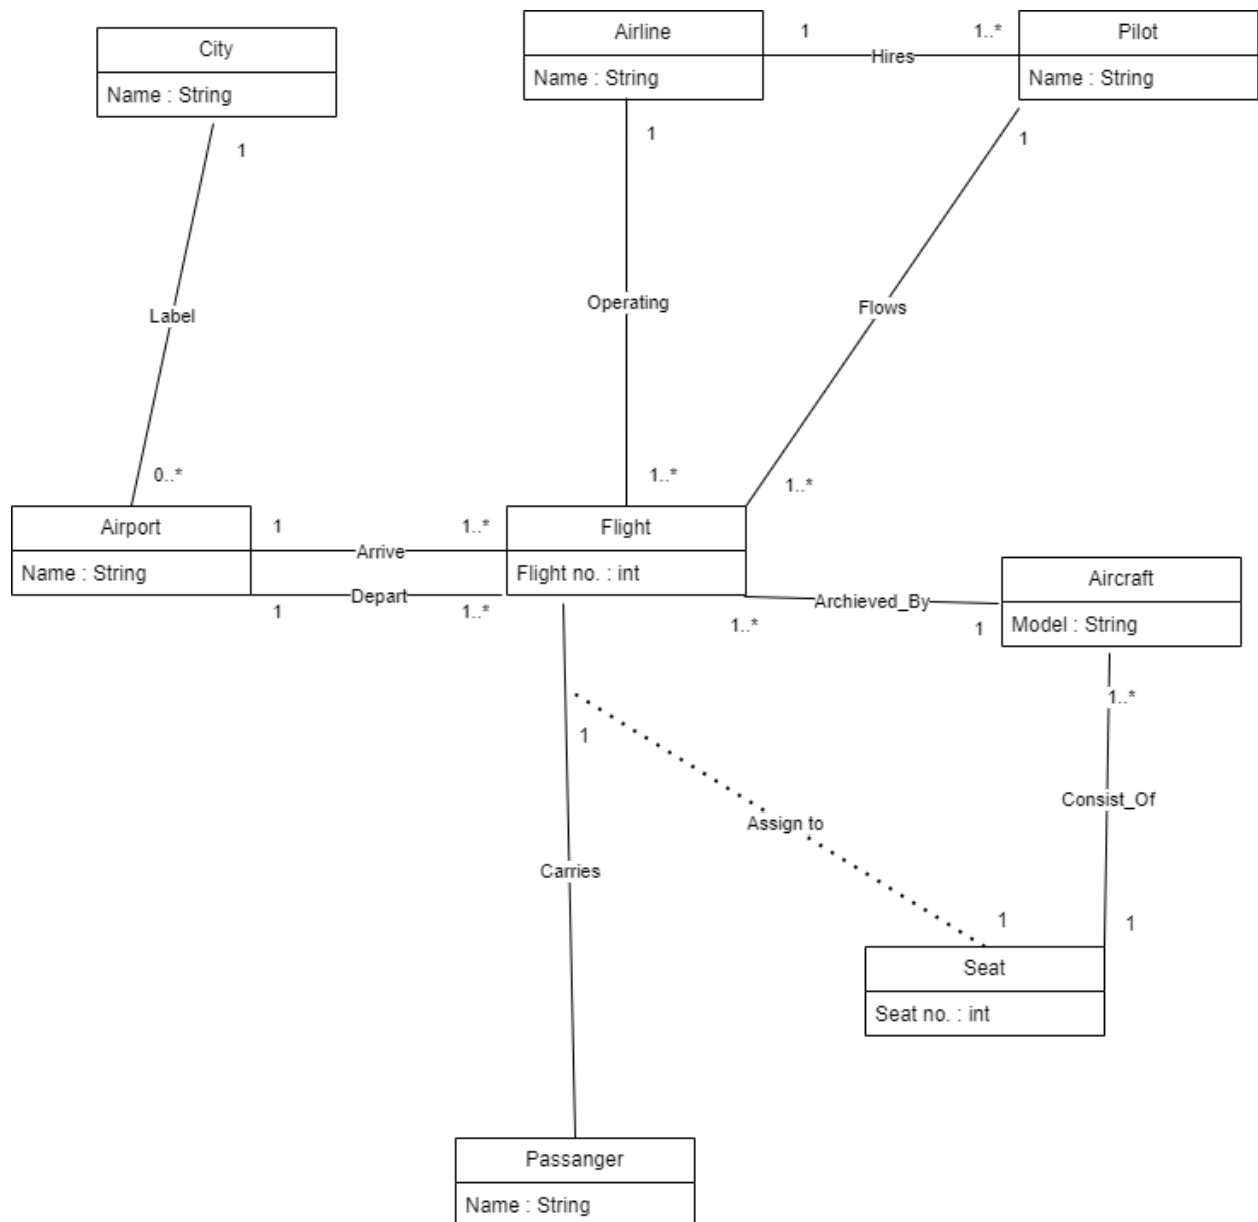 City
Name : String
1
Airline
Name : String
1
1
1..*
Hires
Pilot
Name : String
1
Label
Operating
Flows
0..*
1..*
1..*
Airport
Name : String
1
1..*
Arrive
Depart
1
1..*
Flight
Flight no. : int
Archieved_By
1..*
1
Aircraft
Model : String
1..*
1
Assign to
Consist_Of
Carries
1
1
Seat
Seat no. : int
Passanger
Name : String